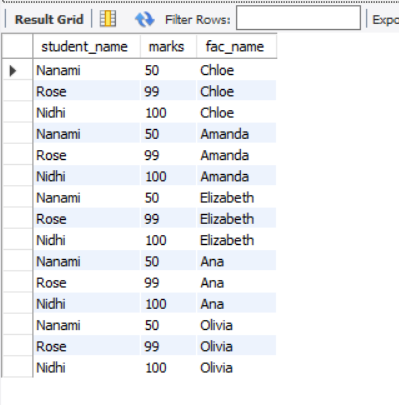 Result Grid Filter Rows: Expo
student_name marks fac_name
Nanami 50 Chloe
Rose 99 Chloe
Nidhi 100 Chloe
Nanami 50 Amanda
Rose 99 Amanda
Nidhi 100 Amanda
Nanami 50 Elizabeth
Rose 99 Elizabeth
Nidhi 100 Elizabeth
Nanami 50 Ana
Rose 99 Ana
Nidhi 100 Ana
Nanami 50 Olivia
Rose 99 Olivia
Nidhi 100 Olivia